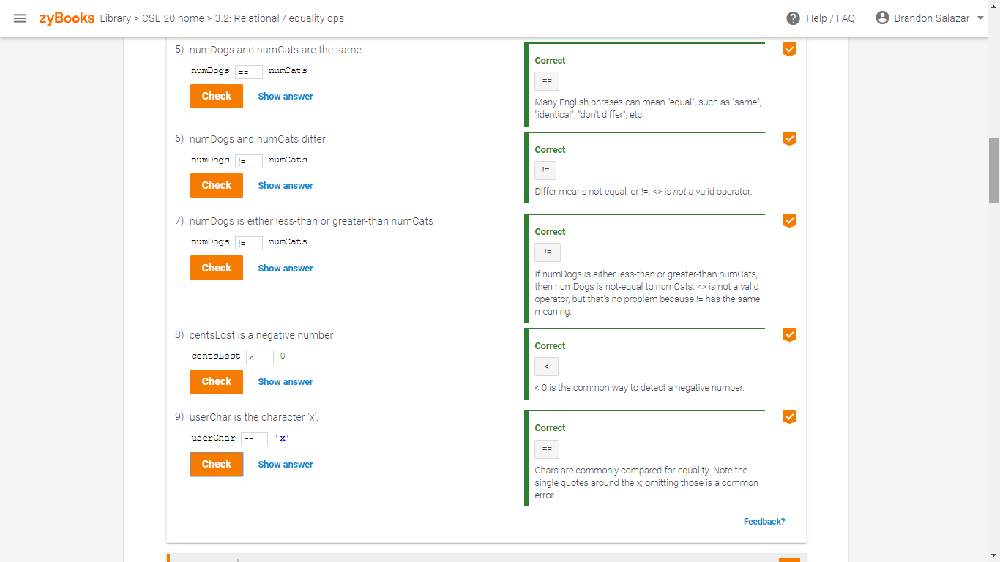 zyBooks Library > CSE 20 home > 3.2: Relational / equality ops Help / FAQ Brandon Salazar
5) numDogs and numCats are the same
numDogs == numCats
Check Show answer
Correct
==
Many English phrases can mean "equal", such as "same",
"identical", "don't differ", etc.
6) numDogs and numCats differ
numDogs != numCats
Check Show answer
Correct
!=
Differ means not-equal, or !=. <> is not a valid operator.
7) numDogs is either less-than or greater-than numCats
numDogs != numCats
Check Show answer
Correct
!=
If numDogs is either less-than or greater-than numCats,
then numDogs is not-equal to numCats. <> is not a valid
operator, but that's no problem because != has the same
meaning.
8) centsLost is a negative number
centsLost < 0
Check Show answer
Correct
<
< 0 is the common way to detect a negative number.
9) userChar is the character 'x'.
userChar == 'x'
Check Show answer
Correct
==
Chars are commonly compared for equality. Note the
single quotes around the x; omitting those is a common
error.
Feedback?